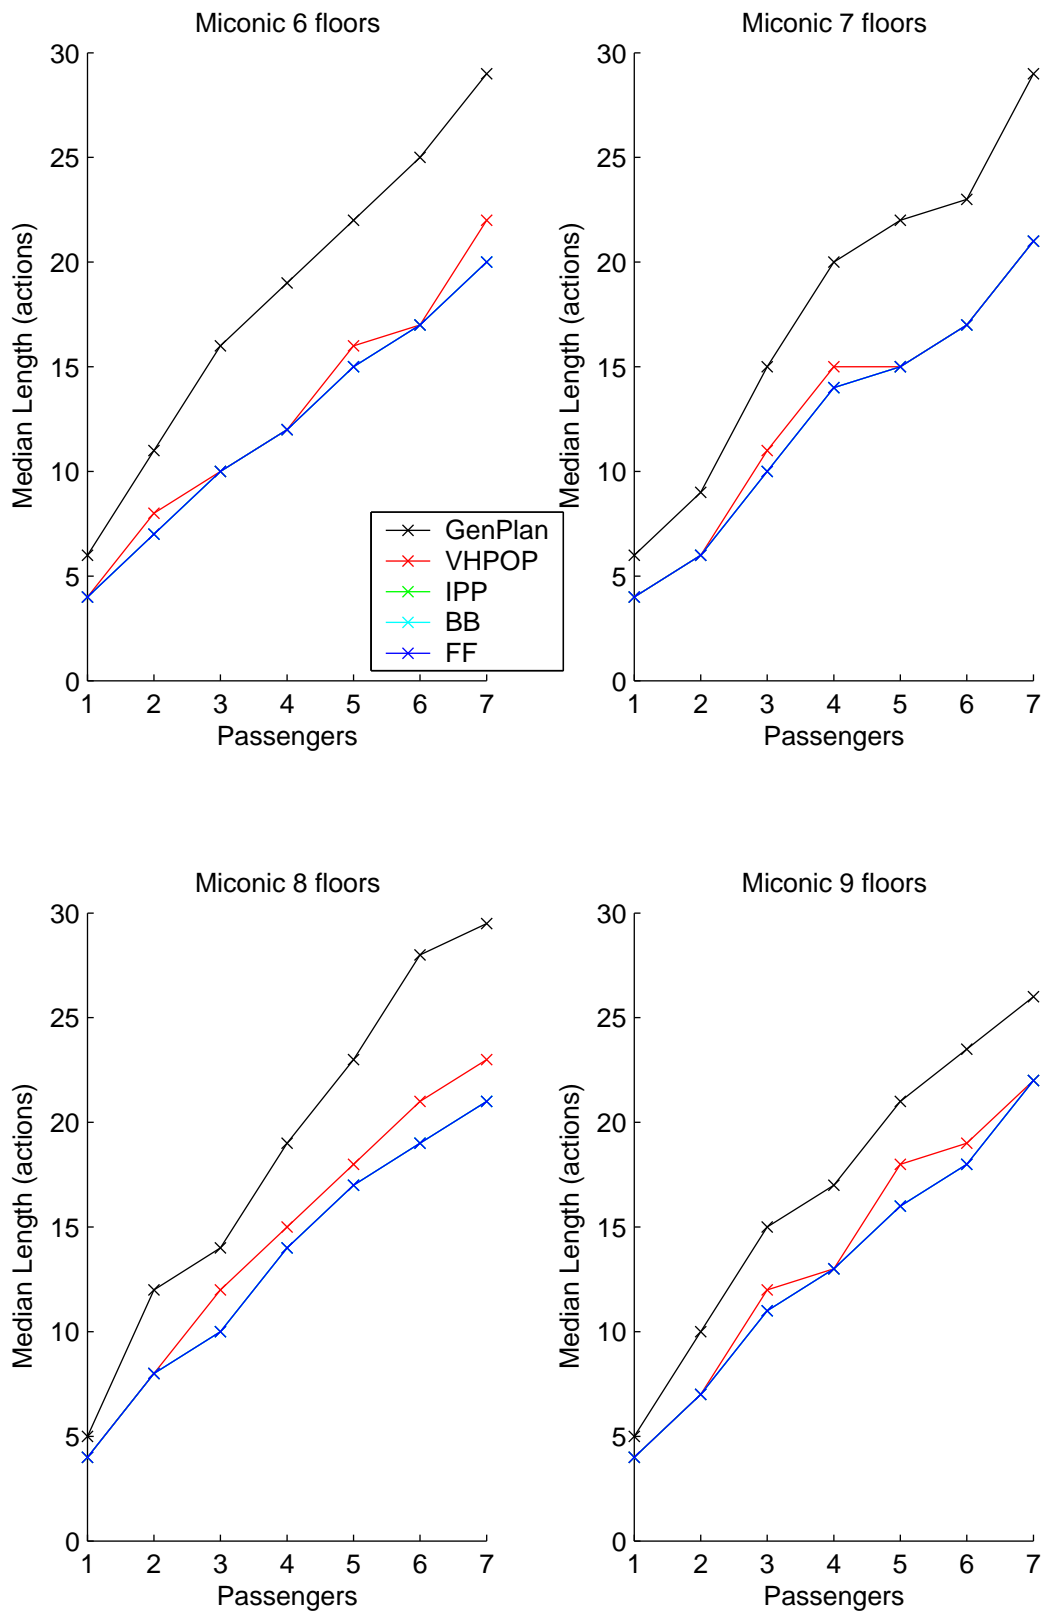 Miconic 6 floors
30
25
20
15
10
5
0
Median Length (actions)
1 2 3 4 5 6 7
Passengers
GenPlan
VHPOP
IPP
BB
FF
Miconic 7 floors
30
25
20
15
10
5
0
Median Length (actions)
1 2 3 4 5 6 7
Passengers
Miconic 8 floors
30
25
20
15
10
5
0
Median Length (actions)
1 2 3 4 5 6 7
Passengers
Miconic 9 floors
30
25
20
15
10
5
0
Median Length (actions)
1 2 3 4 5 6 7
Passengers